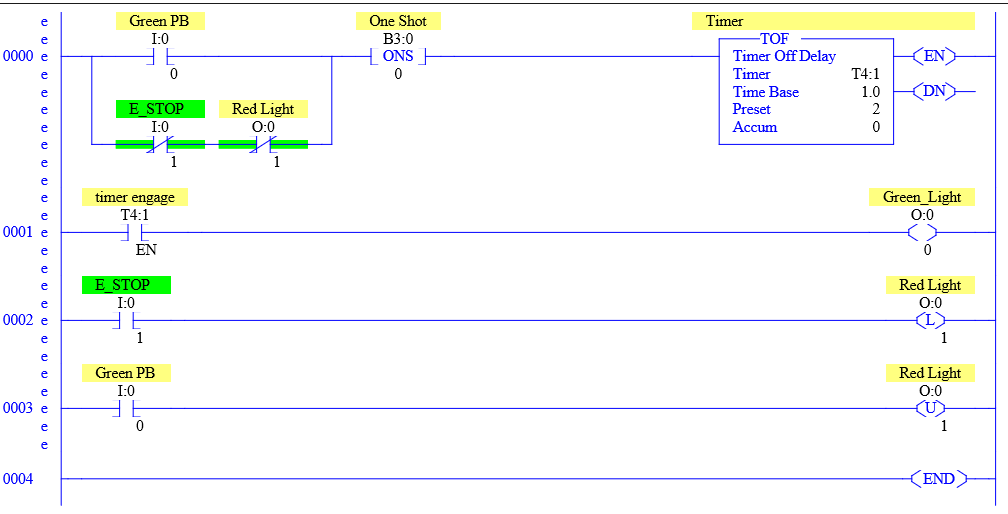 e Green PB One Shot Timer
e I:0 B3:0 TOF
0000 e ONS Timer Off Delay EN
e 0 0 Timer T4:1
e Time Base 1.0 DN
e E_STOP Red Light Preset 2
e I:0 O:0 Accum 0
e
e 1 1
e
e timer engage Green_Light
e T4:1 O:0
0001 e
e EN 0
e
e E_STOP Red Light
e I:0 O:0
0002 e L
e 1 1
e
e Green PB Red Light
e I:0 O:0
0003 e U
e 0 1
e
0004 END